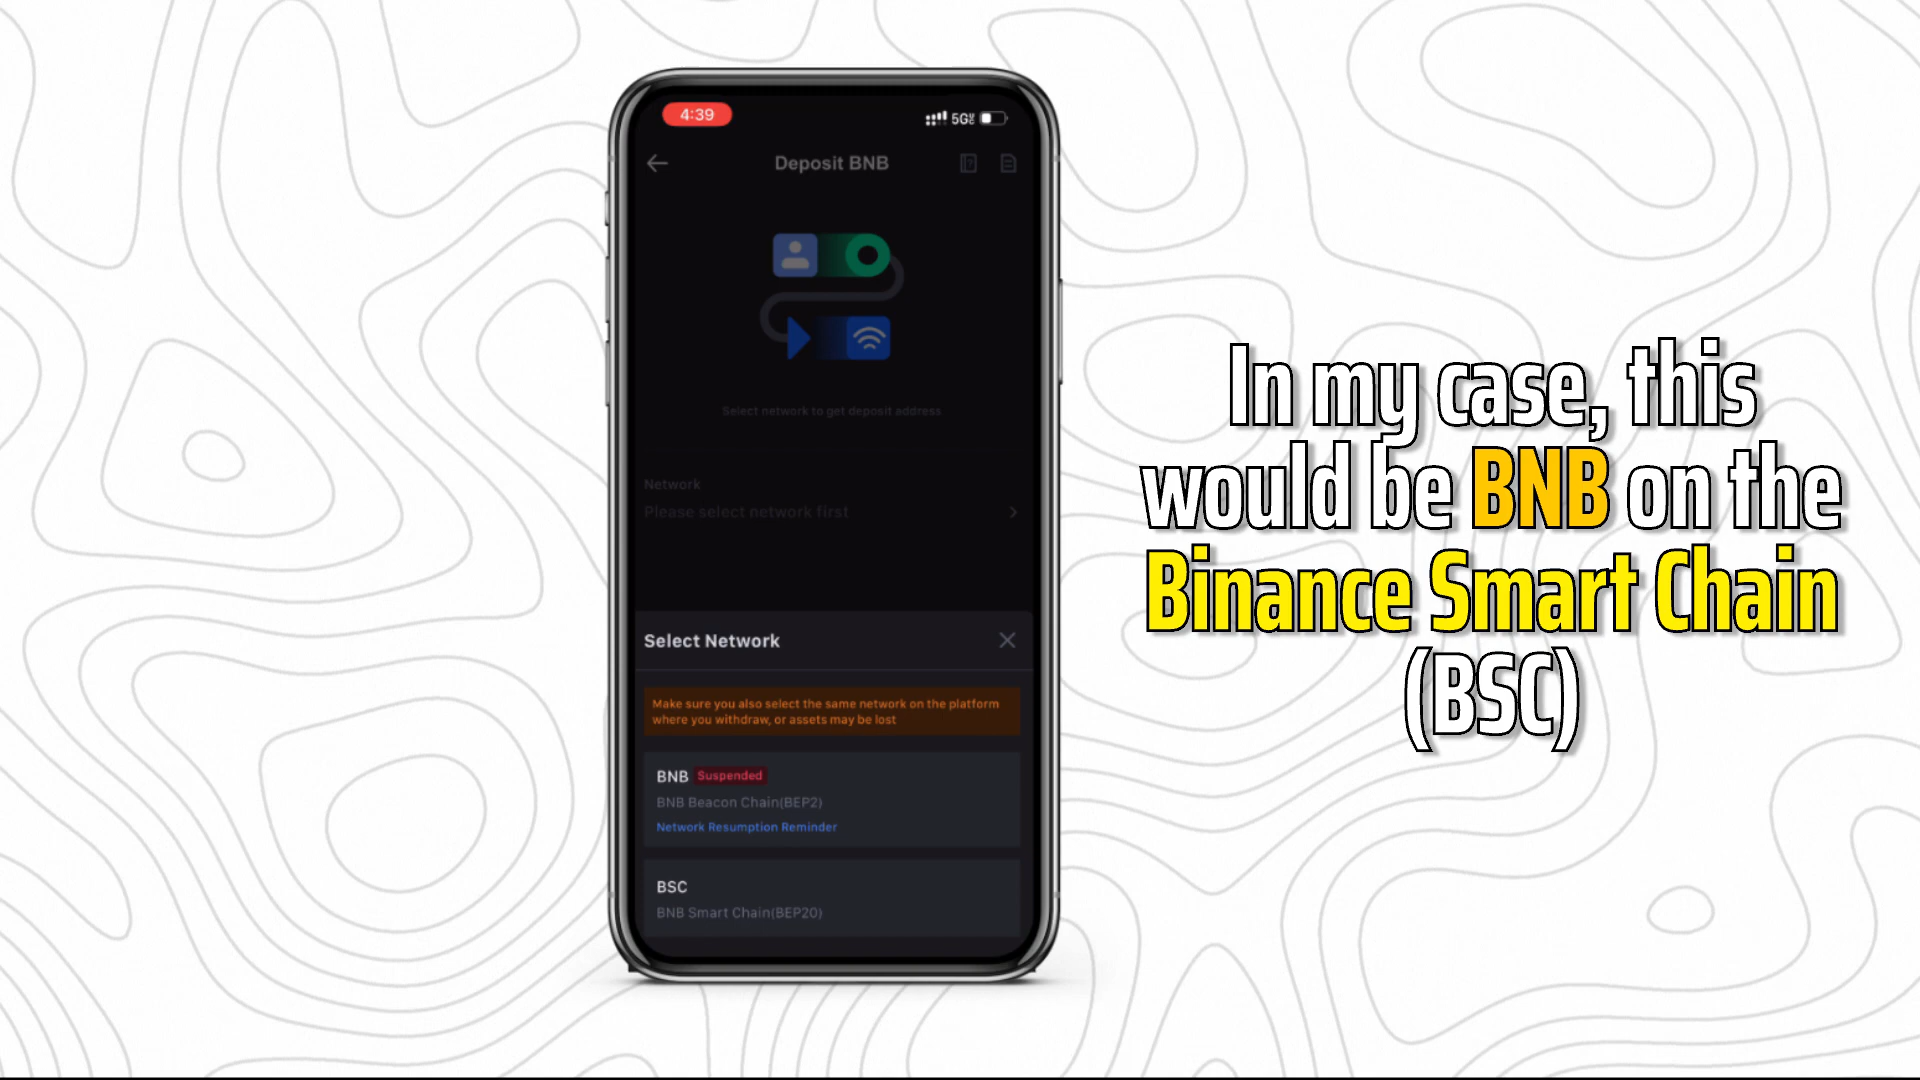 4:39
5G
Deposit BNB
Select network to get deposit address
Network
Please select network first
Select Network
Make sure you also select the same network on the platform
where you withdraw, or assets may be lost
BNB Suspended
BNB Beacon Chain(BEP2)
Network Resumption Reminder
BSC
BNB Smart Chain(BEP20)
In my case, this
would be BNB on the
Binance Smart Chain
(BSC)